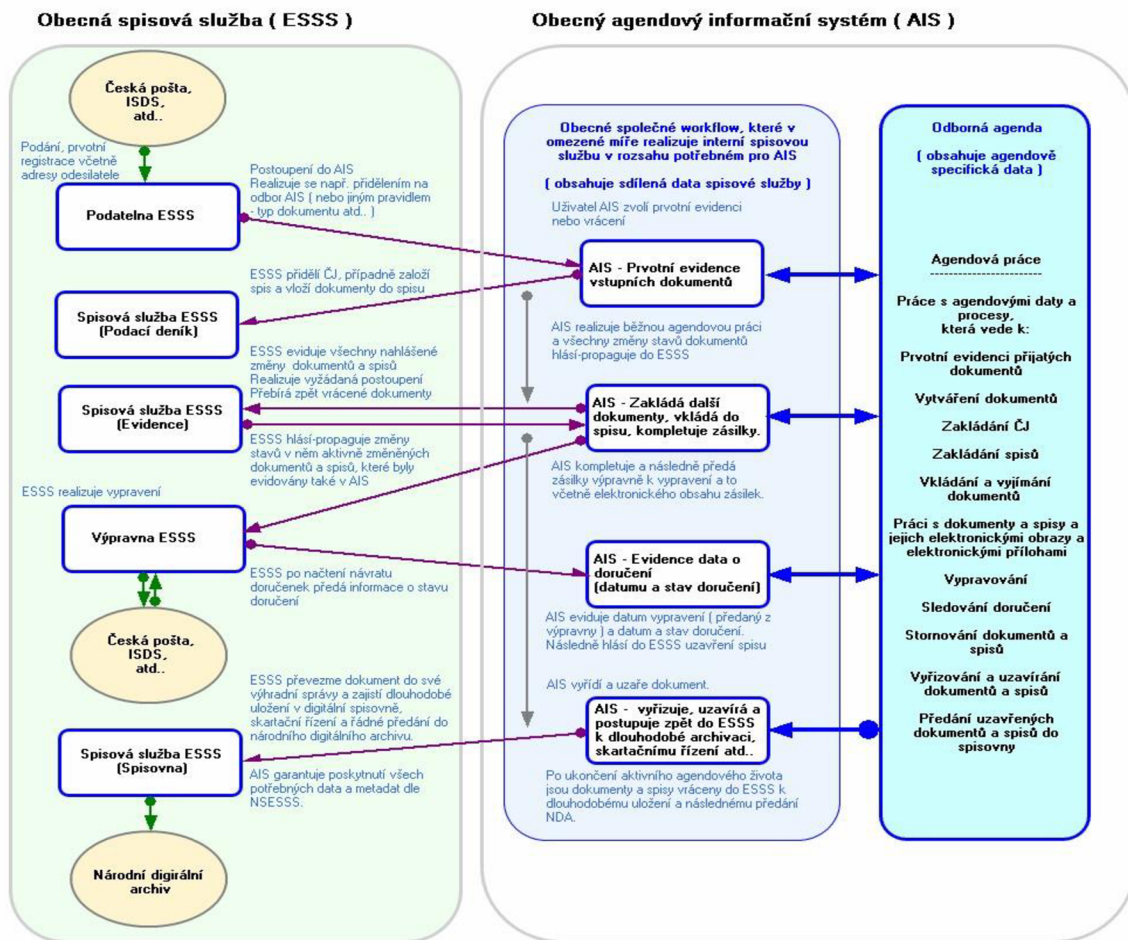 Obecná spisová služba ( ESSS )
Obecný agendový informační systém ( AIS )
Česká pošta,
ISDS,
atd..
Podání, prvotní
registrace včetně
adresy odesilatele
Podatelna ESSS
Postoupení do AIS
Realizuje se např. přidělením na
odbor AIS ( nebo jiným pravidlem
- typ dokumentu atd.. )
ESSS přidělí ČJ, případně založí
spis a vloží dokumenty do spisu
Spisová služba ESSS
(Podací deník)
ESSS eviduje všechny nahlášené
změny dokumentů a spisů
Realizuje vyžádaná postoupení
Přebírá zpět vrácené dokumenty
Spisová služba ESSS
(Evidence)
ESSS hlásí-propaguje změny
stavů v něm aktivně změněných
dokumentů a spisů, které byly
evidovány také v AIS
ESSS realizuje vypravení
Výpravna ESSS
ESSS po načtení návratu
doručenek předá informace o stavu
doručení
Česká pošta,
ISDS,
atd..
ESSS převezme dokument do své
výhradní správy a zajistí dlouhodobé
uložení v digitální spisovně,
skartační řízení a řádné předání do
národního digitálního archivu.
Spisová služba ESSS
(Spisovna)
AIS garantuje poskytnutí všech
potřebných data a metadat dle
NSESSS.
Národní digirální
archiv
Obecné společné workflow, které v
omezené míře realizuje interní spisovou
službu v rozsahu potřebném pro AIS
( obsahuje sdílená data spisové služby )
Uživatel AIS zvolí prvotní evidenci
nebo vrácení
AIS - Prvotní evidence
vstupních dokumentů
AIS realizuje běžnou agendovou práci
a všechny změny stavů dokumentů
hlásí-propaguje do ESSS
AIS - Zakládá další
dokumenty, vkládá do
spisu, kompletuje zásilky.
AIS kompletuje a následně předá
zásilky výpravně k vypravení a to
včetně elektronického obsahu zásilek.
AIS - Evidence data o
doručení
(datumu a stav doručení)
AIS eviduje datum vypravení ( předaný z
výpravny ) a datum a stav doručení.
Následně hlásí do ESSS uzavření spisu
AIS vyřídí a uzaře dokument.
AIS - vyřizuje, uzavírá a
postupuje zpět do ESSS
k dlouhodobé archivaci,
skartačnímu řízení atd..
Po ukončení aktivního agendového života
jsou dokumenty a spisy vráceny do ESSS k
dlouhodobému uložení a následnému předání
NDA.
Odborná agenda
( obsahuje agendově
specifická data )
Agendová práce
------------------------
Práce s agendovými daty a
procesy,
která vede k:
Prvotní evidenci přijatých
dokumentů
Vytváření dokumentů
Zakládání ČJ
Zakládání spisů
Vkládání a vyjímání
dokumentů
Práci s dokumenty a spisy a
jejich elektronickými obrazy a
elektronickými přílohami
Vypravování
Sledování doručení
Stornování dokumentů a
spisů
Vyřizování a uzavírání
dokumentů a spisů
Předání uzavřených
dokumentů a spisů do
spisovny